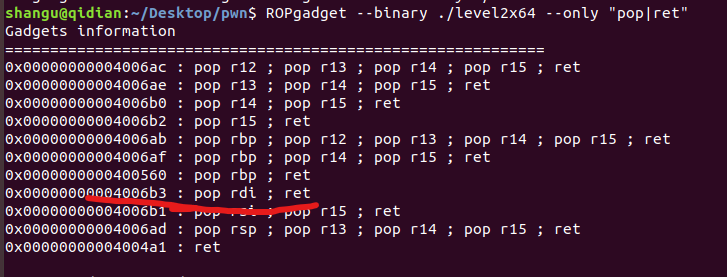 shangu@qidian:~/Desktop/pwn$ ROPgadget --binary ./level2x64 --only "pop|ret"
Gadgets information
============================================================
0x00000000004006ac : pop r12 ; pop r13 ; pop r14 ; pop r15 ; ret
0x00000000004006ae : pop r13 ; pop r14 ; pop r15 ; ret
0x00000000004006b0 : pop r14 ; pop r15 ; ret
0x00000000004006b2 : pop r15 ; ret
0x00000000004006ab : pop rbp ; pop r12 ; pop r13 ; pop r14 ; pop r15 ; ret
0x00000000004006af : pop rbp ; pop r14 ; pop r15 ; ret
0x0000000000400560 : pop rbp ; ret
0x00000000004006b3 : pop rdi ; ret
0x00000000004006b1 : pop rsi ; pop r15 ; ret
0x00000000004006ad : pop rsp ; pop r13 ; pop r14 ; pop r15 ; ret
0x00000000004004a1 : ret